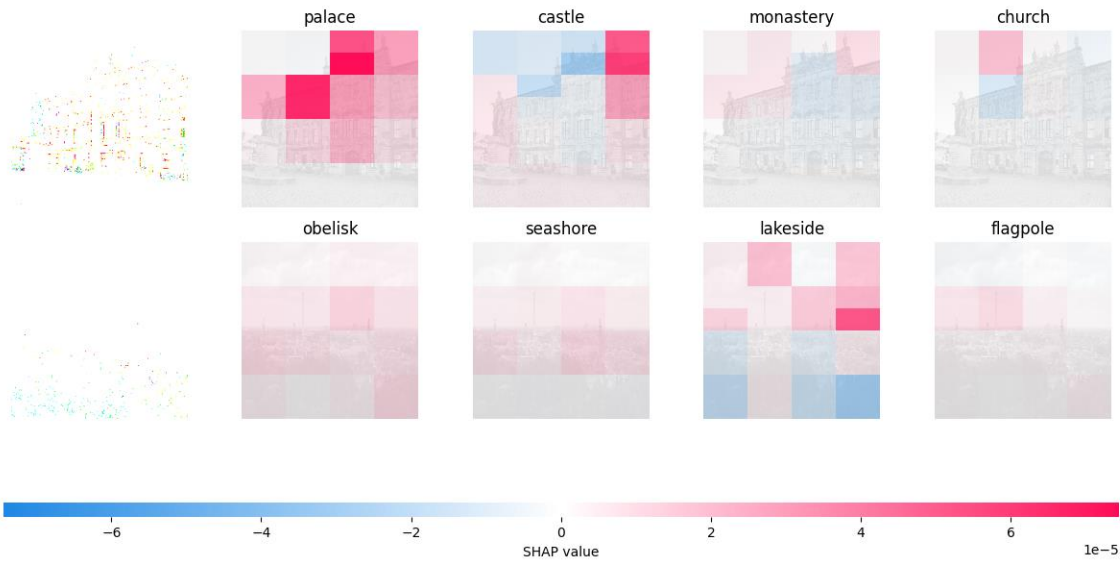 palace castle monastery church
obelisk seashore lakeside flagpole
−6 −4 −2 0 2 4 6
SHAP value
1e−5